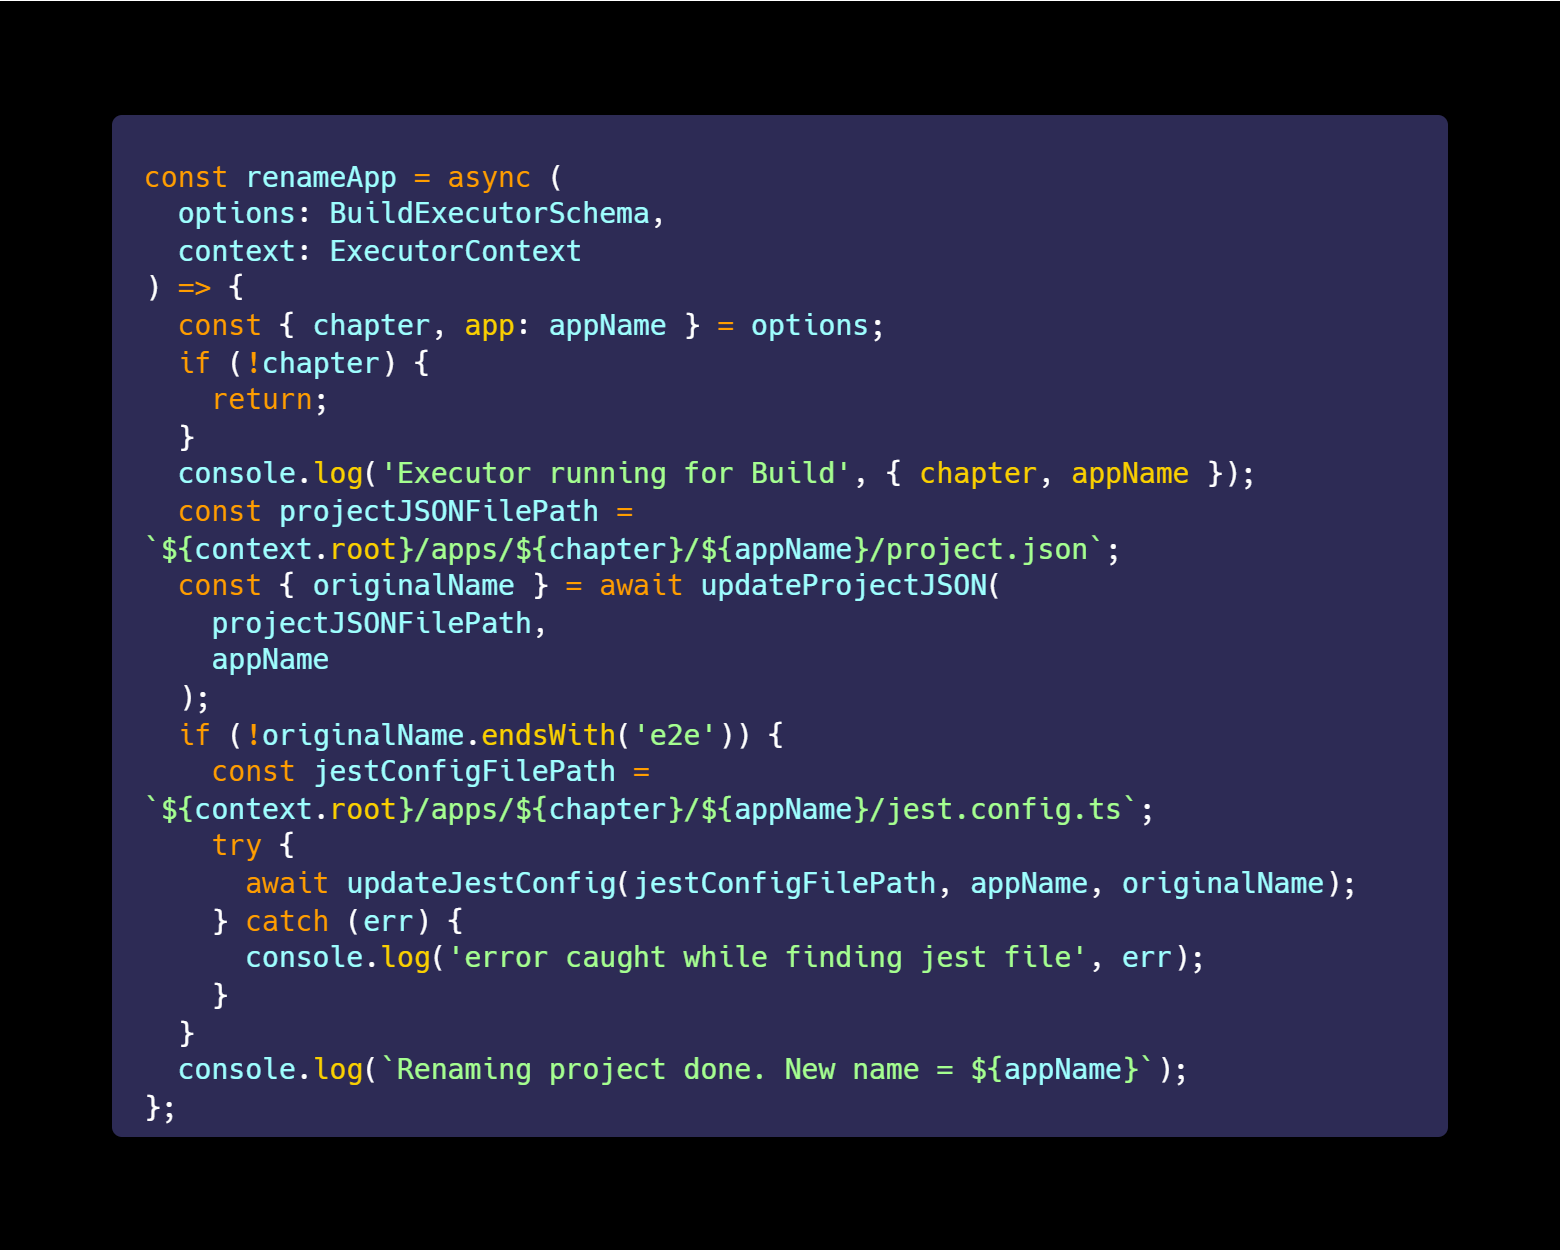 const renameApp = async (
  options: BuildExecutorSchema,
  context: ExecutorContext
) => {
  const { chapter, app: appName } = options;
  if (!chapter) {
    return;
  }
  console.log('Executor running for Build', { chapter, appName });
  const projectJSONFilePath =
`${context.root}/apps/${chapter}/${appName}/project.json`;
  const { originalName } = await updateProjectJSON(
    projectJSONFilePath,
    appName
  );
  if (!originalName.endsWith('e2e')) {
    const jestConfigFilePath =
`${context.root}/apps/${chapter}/${appName}/jest.config.ts`;
    try {
      await updateJestConfig(jestConfigFilePath, appName, originalName);
    } catch (err) {
      console.log('error caught while finding jest file', err);
    }
  }
  console.log(`Renaming project done. New name = ${appName}`);
};